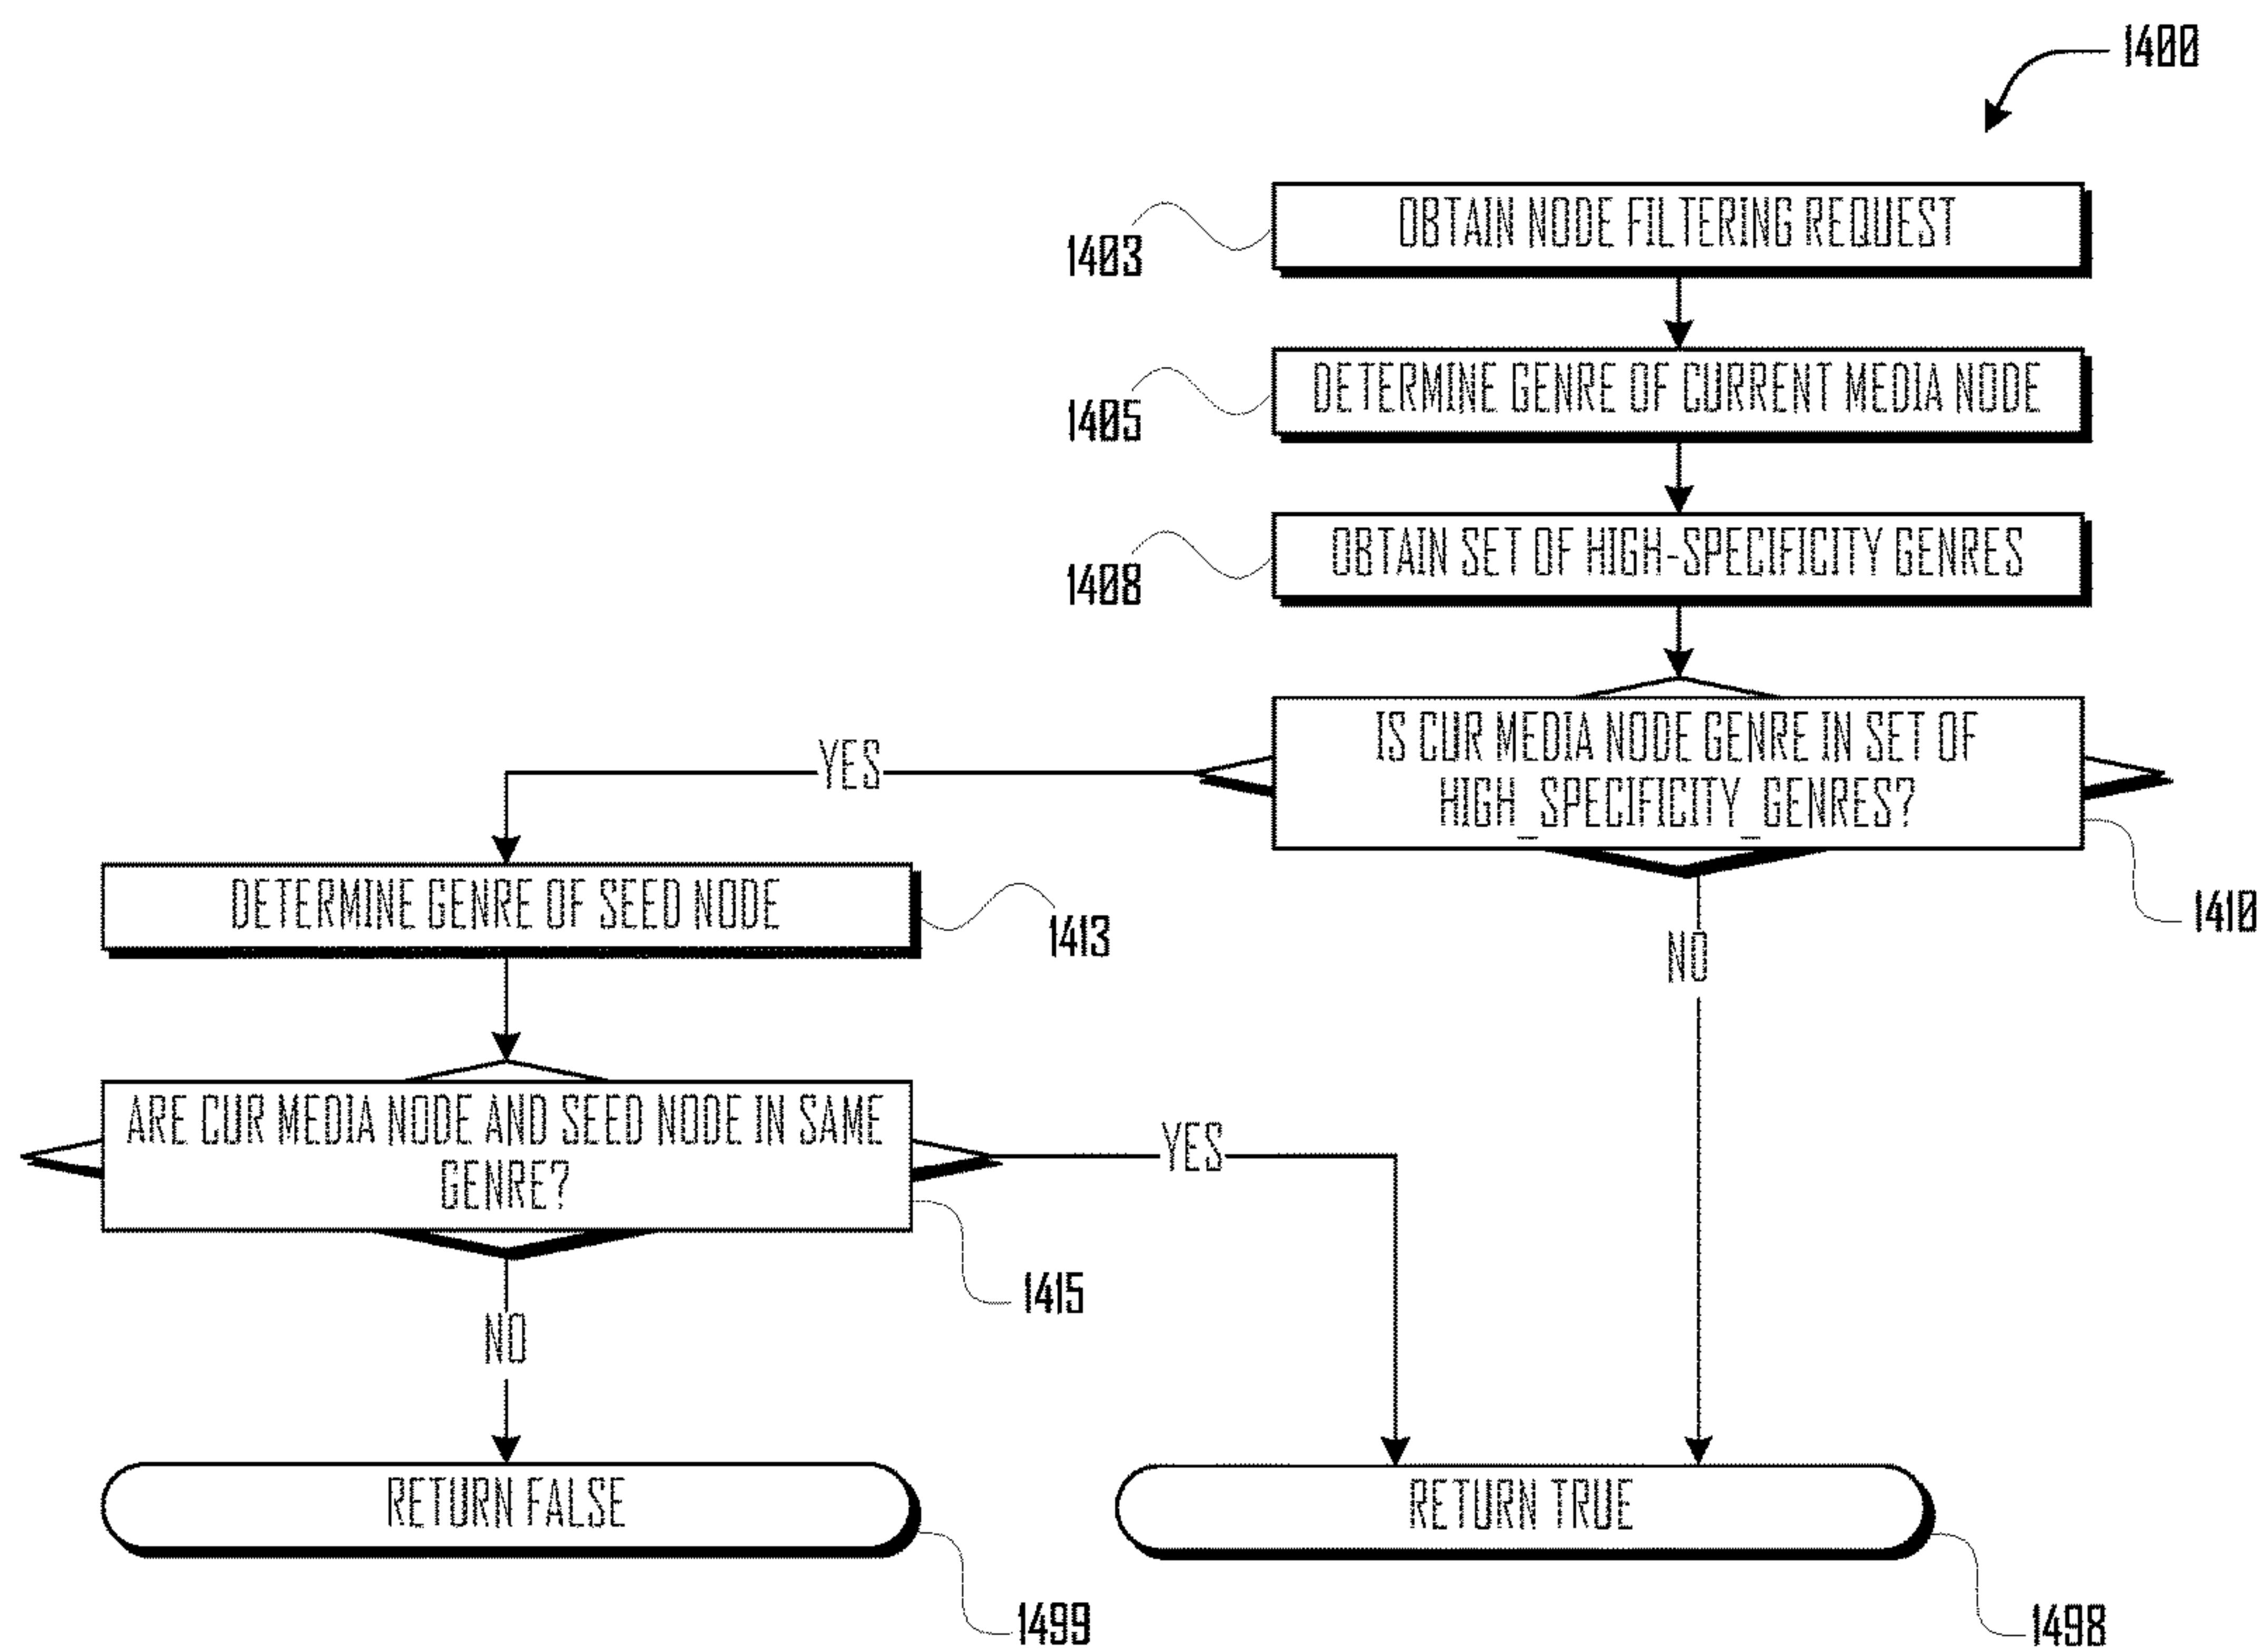 1400
OBTAIN NODE FILTERING REQUEST
1403
DETERMINE GENRE OF CURRENT MEDIA NODE
1405
OBTAIN SET OF HIGH-SPECIFICITY GENRES
1408
IS CUR MEDIA NODE GENRE IN SET OF
HIGH_SPECIFICITY_GENRES?
1410
YES
NO
DETERMINE GENRE OF SEED NODE
1413
ARE CUR MEDIA NODE AND SEED NODE IN SAME
GENRE?
1415
YES
NO
RETURN FALSE
1499
RETURN TRUE
1498